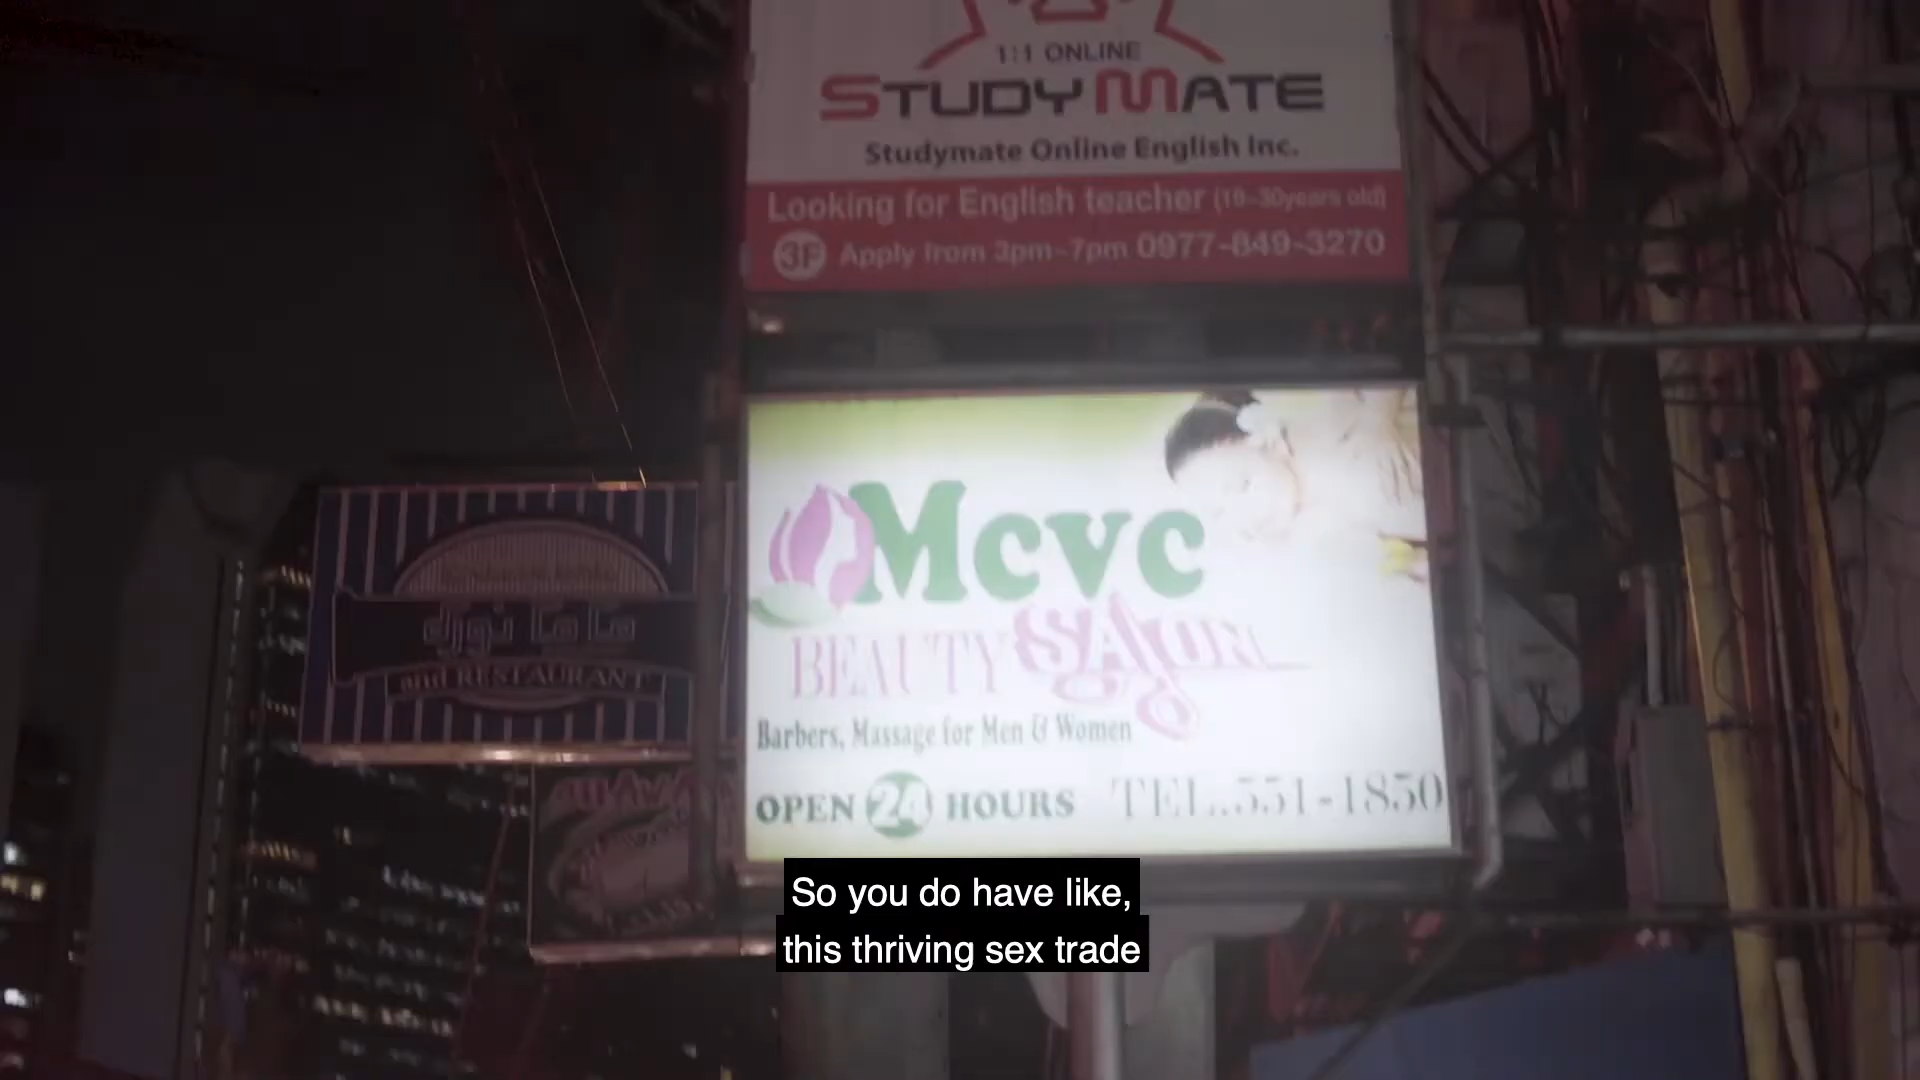 1:1 ONLINE
STUDYMATE
Studymate Online English Inc.
Looking for English teacher (19-30years old)
3F Apply from 3pm-7pm 0977-849-3270
Mcvc
BEAUTY SAlON
Barbers, Massage for Men & Women
OPEN 24 HOURS TEL.551-1850
and RESTAURANT
So you do have like,
this thriving sex trade